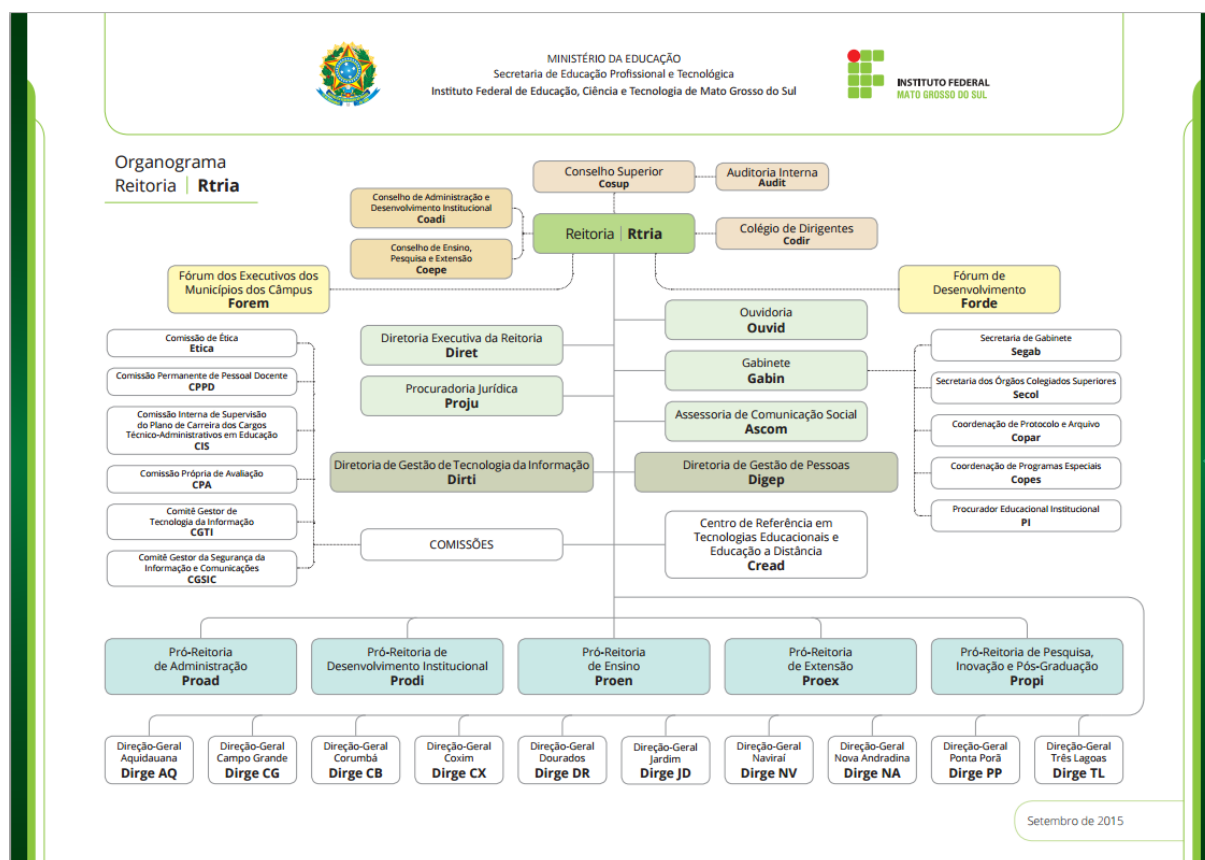 MINISTÉRIO DA EDUCAÇÃO
Secretaria de Educação Profissional e Tecnológica
Instituto Federal de Educação, Ciência e Tecnologia de Mato Grosso do Sul
INSTITUTO FEDERAL
MATO GROSSO DO SUL
Organograma
Reitoria | Rtria
Conselho Superior
Cosup
Auditoria Interna
Audit
Conselho de Administração e
Desenvolvimento Institucional
Coadi
Reitoria | Rtria
Colégio de Dirigentes
Codir
Conselho de Ensino,
Pesquisa e Extensão
Coepe
Fórum dos Executivos dos
Municípios dos Câmpus
Forem
Fórum de
Desenvolvimento
Forde
Ouvidoria
Ouvid
Diretoria Executiva da Reitoria
Diret
Gabinete
Gabin
Procuradoria Jurídica
Proju
Assessoria de Comunicação Social
Ascom
Comissão de Ética
Etica
Comissão Permanente de Pessoal Docente
CPPD
Comissão Interna de Supervisão
do Plano de Carreira dos Cargos
Técnico-Administrativos em Educação
CIS
Comissão Própria de Avaliação
CPA
Comitê Gestor de
Tecnologia da Informação
CGTI
Comitê Gestor da Segurança da
Informação e Comunicações
CGSIC
Secretaria de Gabinete
Segab
Secretaria dos Órgãos Colegiados Superiores
Secol
Coordenação de Protocolo e Arquivo
Copar
Coordenação de Programas Especiais
Copes
Procurador Educacional Institucional
PI
Diretoria de Gestão de Tecnologia da Informação
Dirti
Diretoria de Gestão de Pessoas
Digep
COMISSÕES
Centro de Referência em
Tecnologias Educacionais e
Educação a Distância
Cread
Pró-Reitoria
de Administração
Proad
Pró-Reitoria de
Desenvolvimento Institucional
Prodi
Pró-Reitoria
de Ensino
Proen
Pró-Reitoria
de Extensão
Proex
Pró-Reitoria de Pesquisa,
Inovação e Pós-Graduação
Propi
Direção-Geral
Aquidauana
Dirge AQ
Direção-Geral
Campo Grande
Dirge CG
Direção-Geral
Corumbá
Dirge CB
Direção-Geral
Coxim
Dirge CX
Direção-Geral
Dourados
Dirge DR
Direção-Geral
Jardim
Dirge JD
Direção-Geral
Naviraí
Dirge NV
Direção-Geral
Nova Andradina
Dirge NA
Direção-Geral
Ponta Porã
Dirge PP
Direção-Geral
Três Lagoas
Dirge TL
Setembro de 2015